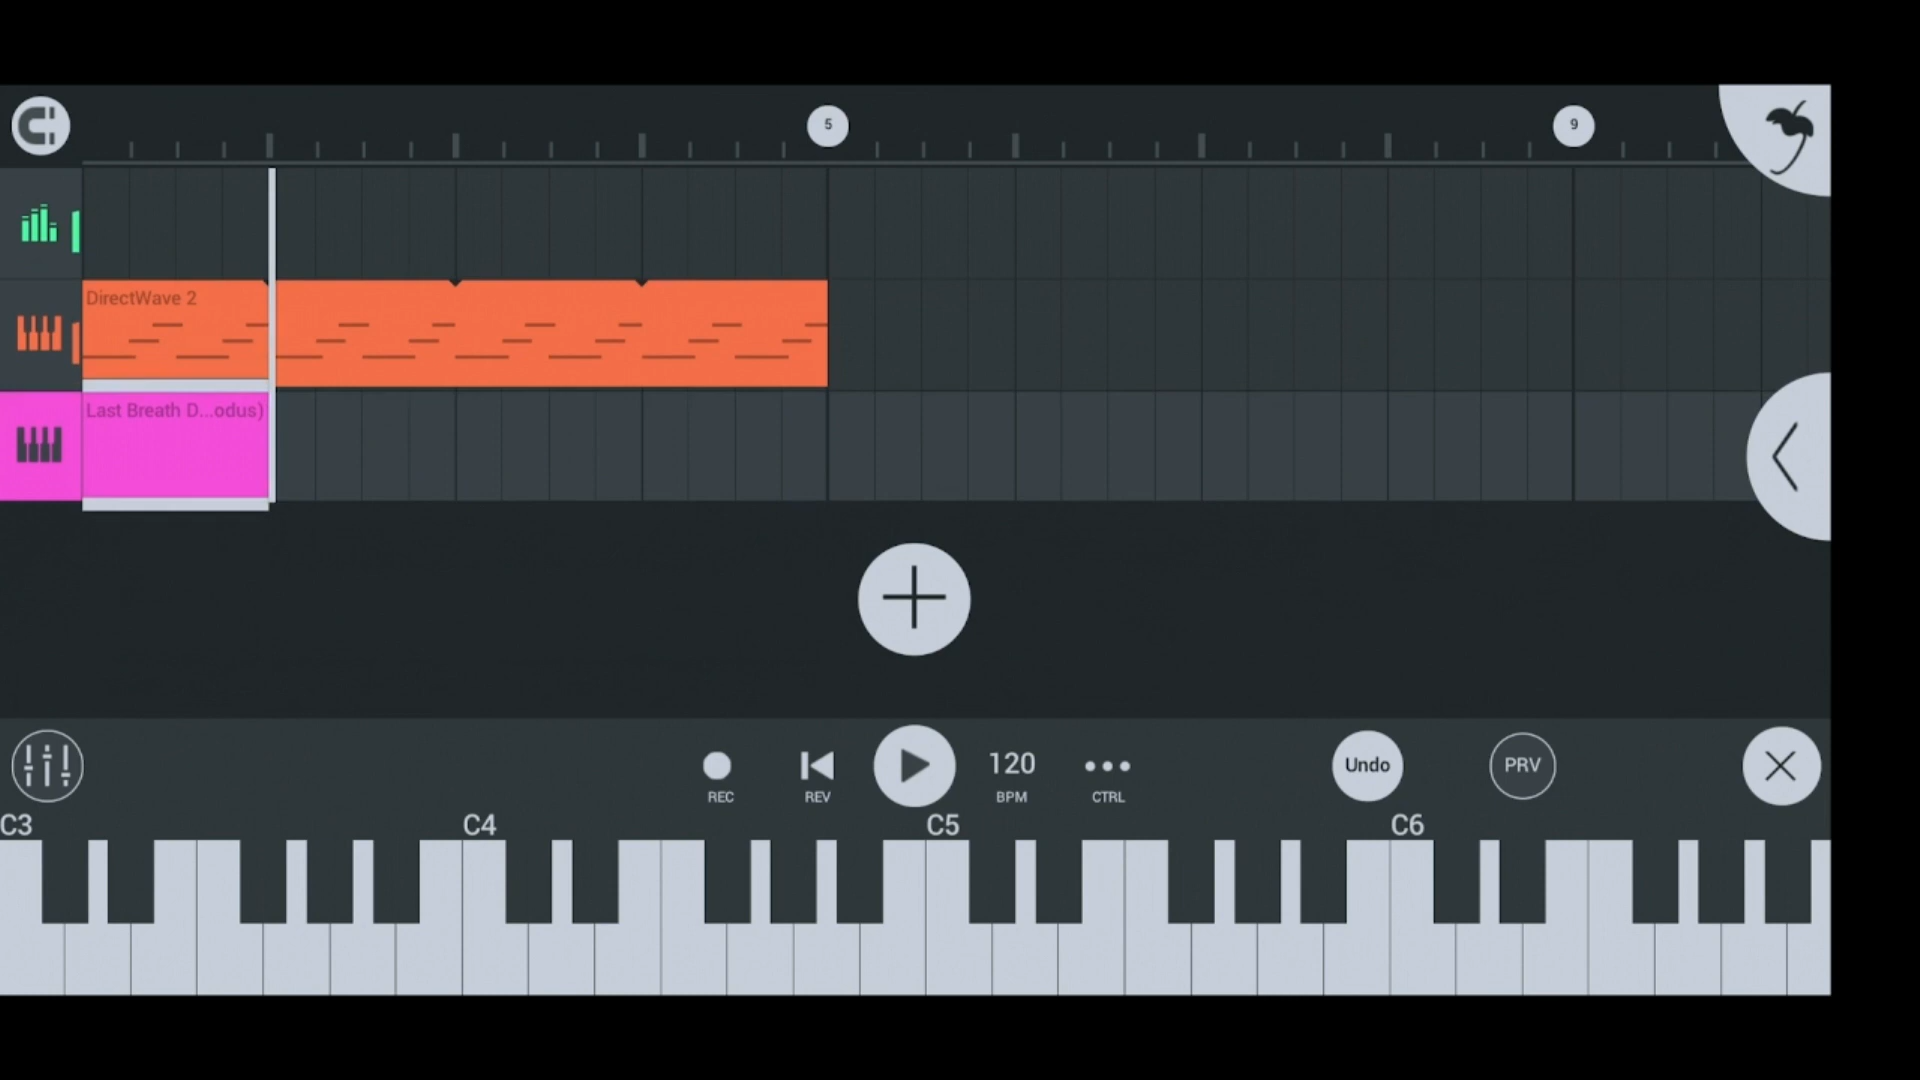 5
9
DirectWave 2
Last Breath D...odus)
120
Undo
PRV
REC
REV
BPM
CTRL
C3
C4
C5
C6